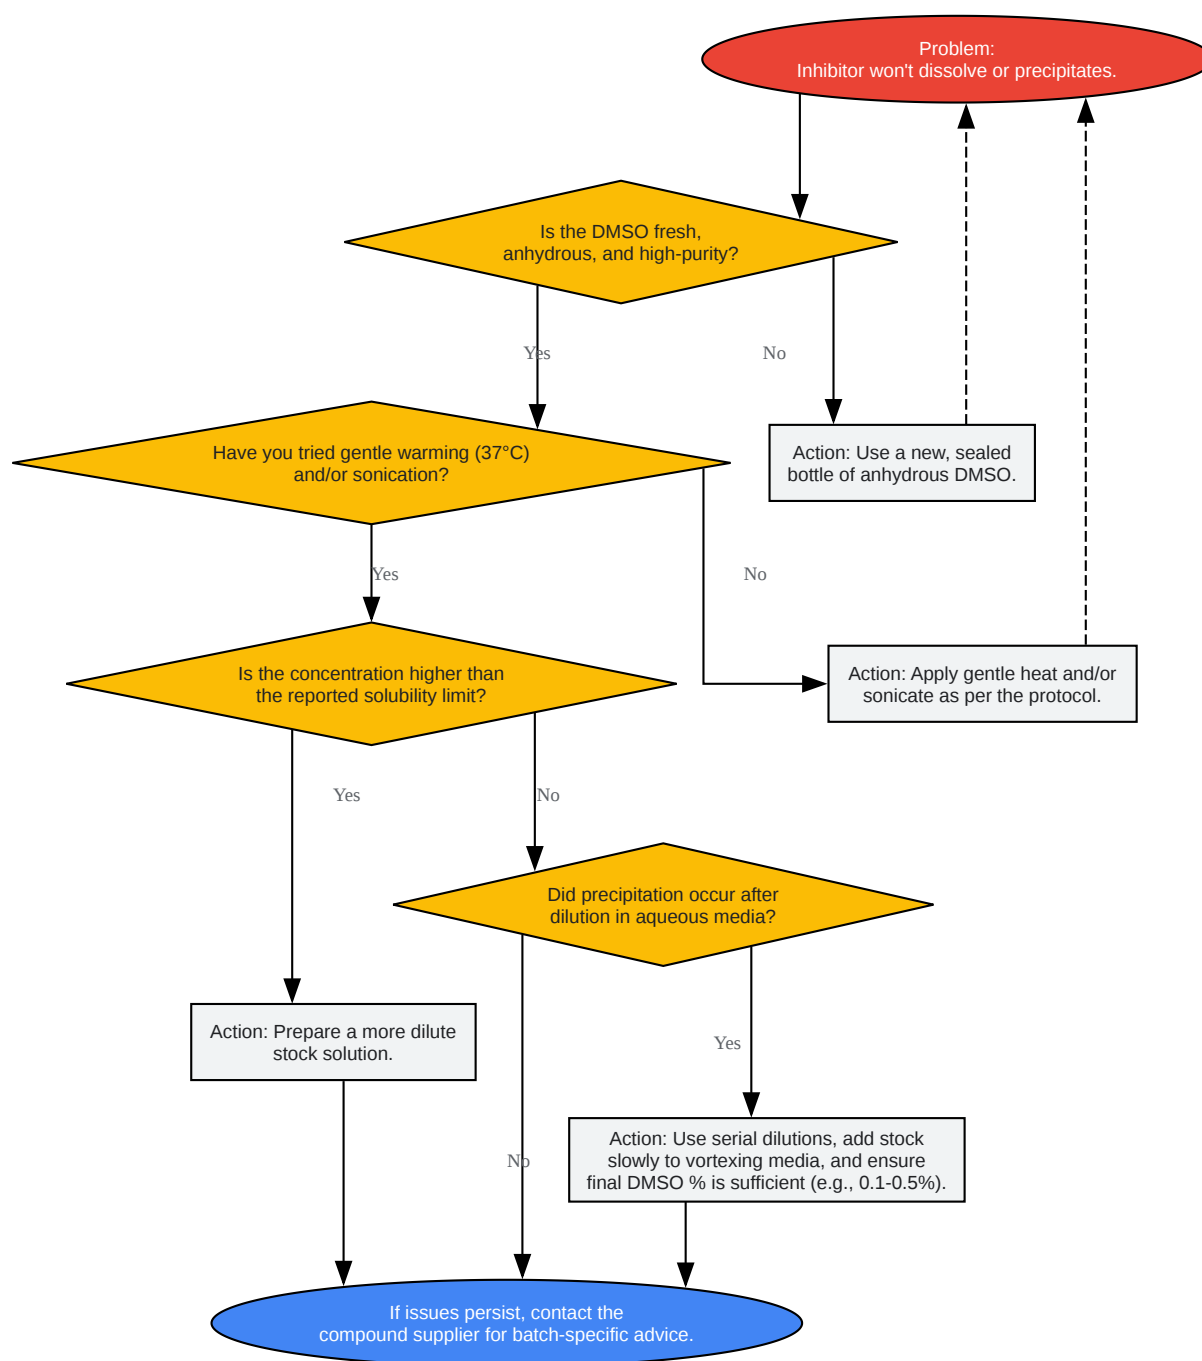 Problem:
Inhibitor won't dissolve or precipitates.
Is the DMSO fresh,
anhydrous, and high-purity?
Yes
No
Have you tried gentle warming (37°C)
and/or sonication?
Action: Use a new, sealed
bottle of anhydrous DMSO.
Yes
No
Is the concentration higher than
the reported solubility limit?
Action: Apply gentle heat and/or
sonicate as per the protocol.
Yes
No
Did precipitation occur after
dilution in aqueous media?
Action: Prepare a more dilute
stock solution.
Yes
No
Action: Use serial dilutions, add stock
slowly to vortexing media, and ensure
final DMSO % is sufficient (e.g., 0.1-0.5%).
If issues persist, contact the
compound supplier for batch-specific advice.